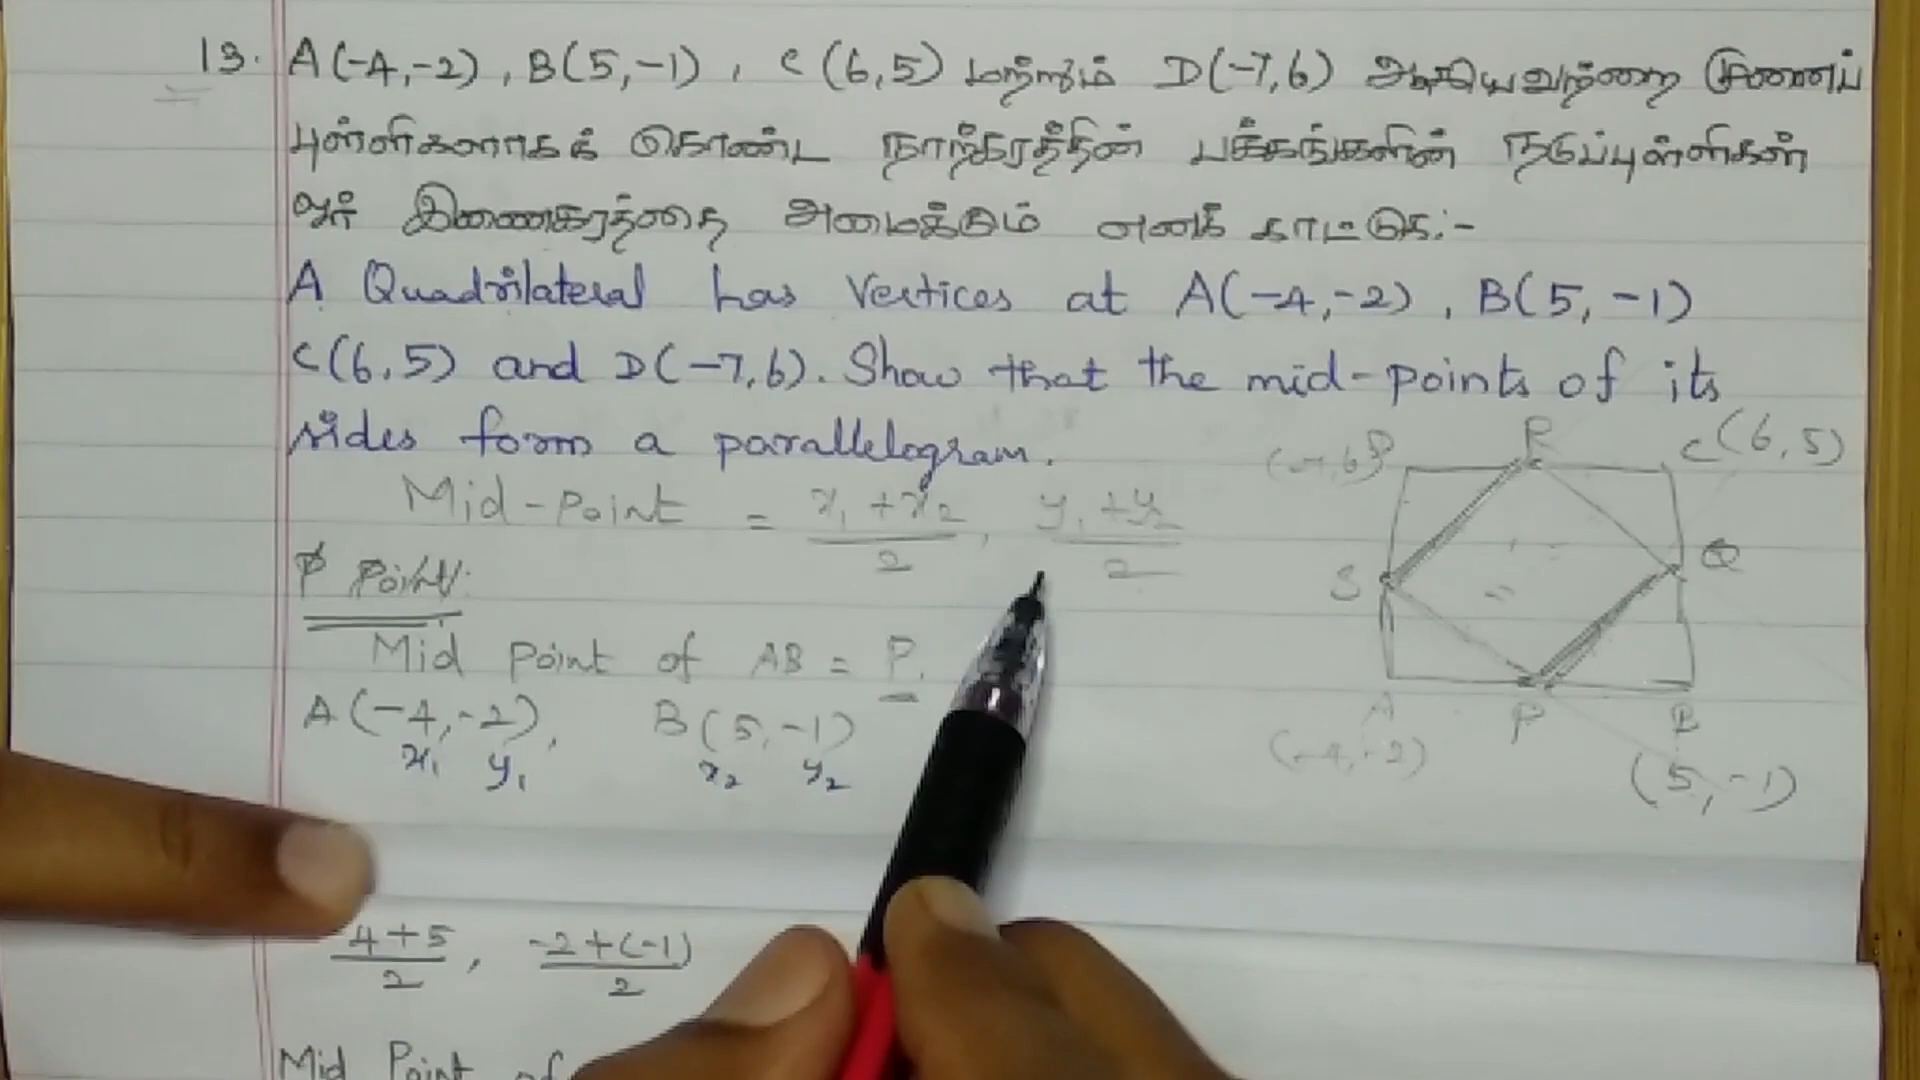 13. A(-4,-2), B(5,-1), C(6,5) மற்றும் D(-7,6) ஆகியவற்றை முனைப்
புள்ளிகளாகக் கொண்ட நாற்கரத்தின் பக்கங்களின் நடுப்புள்ளிகள்
ஓர் இணைகரத்தை அமைக்கும் எனக் காட்டுக:-
A Quadrilateral has Vertices at A(-4,-2), B(5,-1)
C(6,5) and D(-7,6). Show that the mid-points of its
sides form a parallelogram.
Mid-Point = x₁+x₂/2, y₁+y₂/2
P Point:
Mid Point of AB = P.
A(-4,-2), B(5,-1)
x₁ y₁ x₂ y₂
4+5/2, -2+(-1)/2
Mid Point of
R C(6,5)
S Q
A P B
(-4,-2) (5,-1)